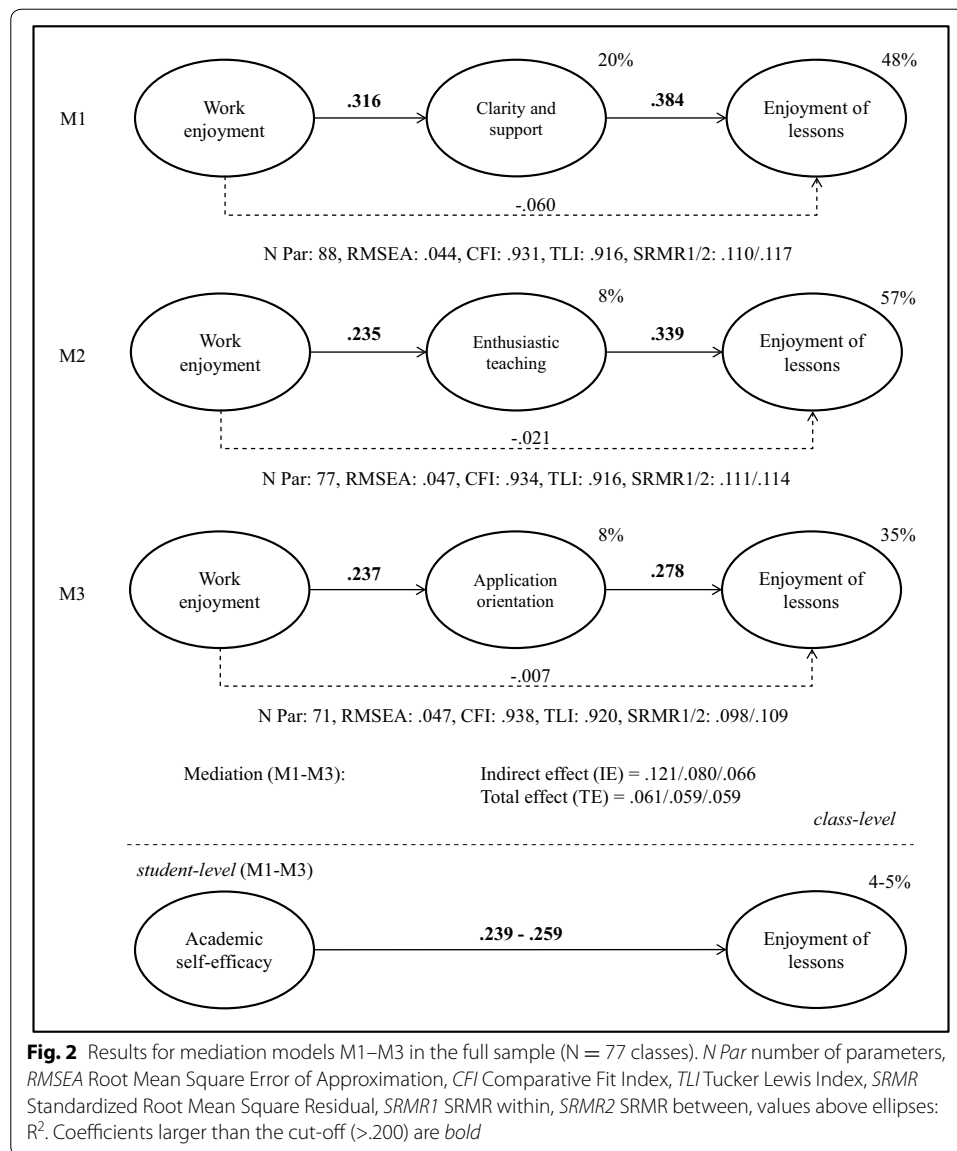 20%
48%
M1
Work
enjoyment
.316
Clarity and
support
.384
Enjoyment of
lessons
-.060
N Par: 88, RMSEA: .044, CFI: .931, TLI: .916, SRMR1/2: .110/.117
8%
57%
M2
Work
enjoyment
.235
Enthusiastic
teaching
.339
Enjoyment of
lessons
-.021
N Par: 77, RMSEA: .047, CFI: .934, TLI: .916, SRMR1/2: .111/.114
8%
35%
M3
Work
enjoyment
.237
Application
orientation
.278
Enjoyment of
lessons
-.007
N Par: 71, RMSEA: .047, CFI: .938, TLI: .920, SRMR1/2: .098/.109
Mediation (M1-M3): Indirect effect (IE) = .121/.080/.066
Total effect (TE) = .061/.059/.059
class-level
student-level (M1-M3)
4-5%
Academic
self-efficacy
.239 - .259
Enjoyment of
lessons
Fig. 2 Results for mediation models M1–M3 in the full sample (N = 77 classes). N Par number of parameters,
RMSEA Root Mean Square Error of Approximation, CFI Comparative Fit Index, TLI Tucker Lewis Index, SRMR
Standardized Root Mean Square Residual, SRMR1 SRMR within, SRMR2 SRMR between, values above ellipses:
R². Coefficients larger than the cut-off (>.200) are bold